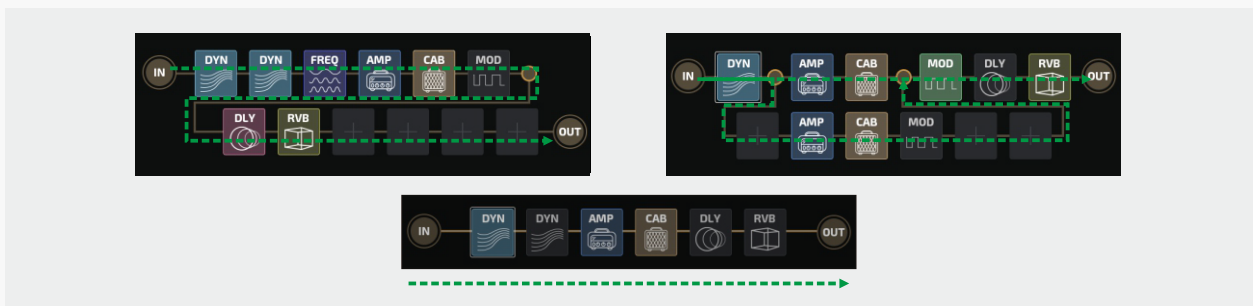 DYN DYN FREQ AMP CAB MOD
IN
DLY RVB
OUT
DYN AMP CAB MOD DLY RVB
IN OUT
AMP CAB MOD
DYN DYN AMP CAB DLY RVB
IN OUT